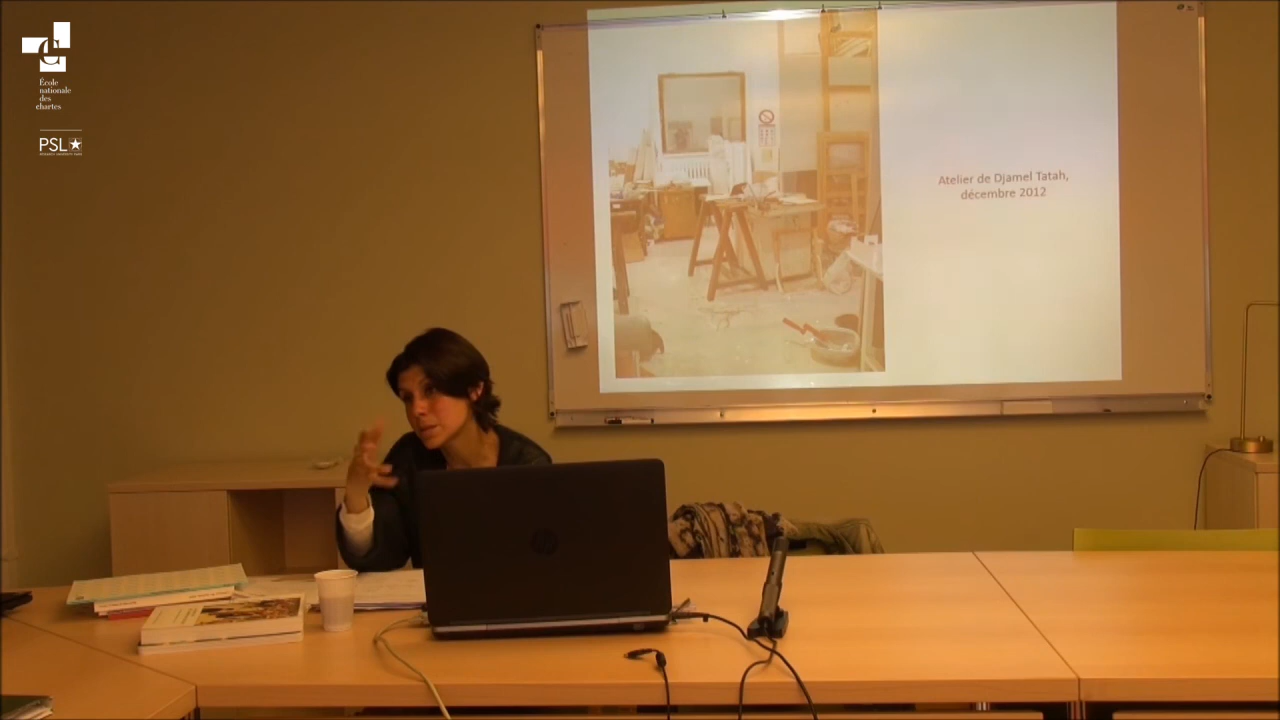 École
nationale
des
chartes
PSL
Atelier de Djamel Tatah,
décembre 2012